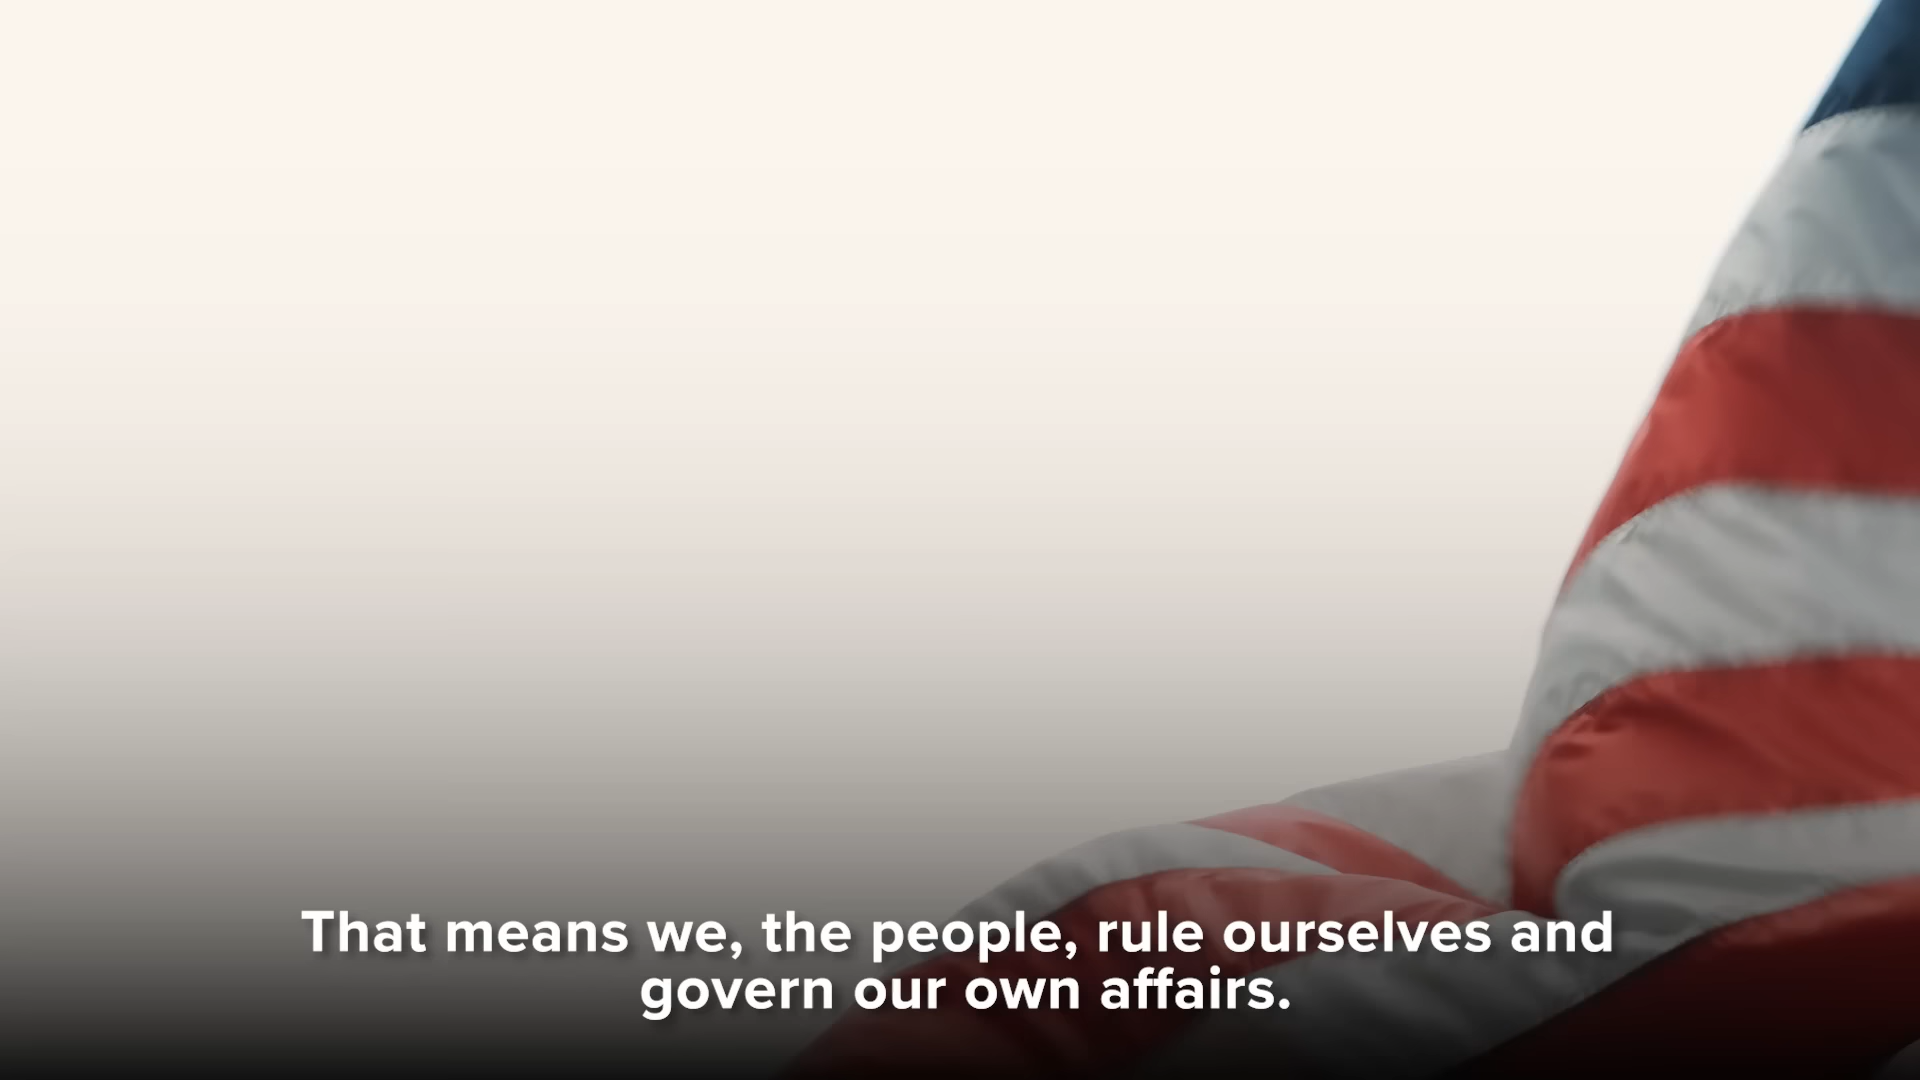 That means we, the people, rule ourselves and
govern our own affairs.